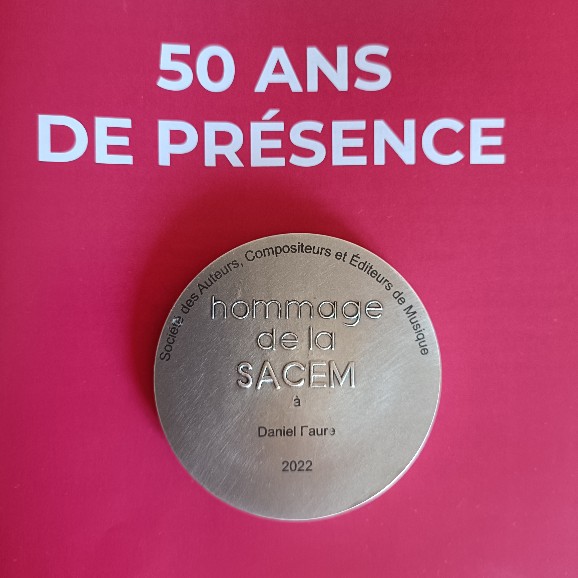 50 ANS
DE PRÉSENCE
Société des Auteurs, Compositeurs et Éditeurs de Musique
hommage
de la
SACEM
à
Daniel Faure
2022